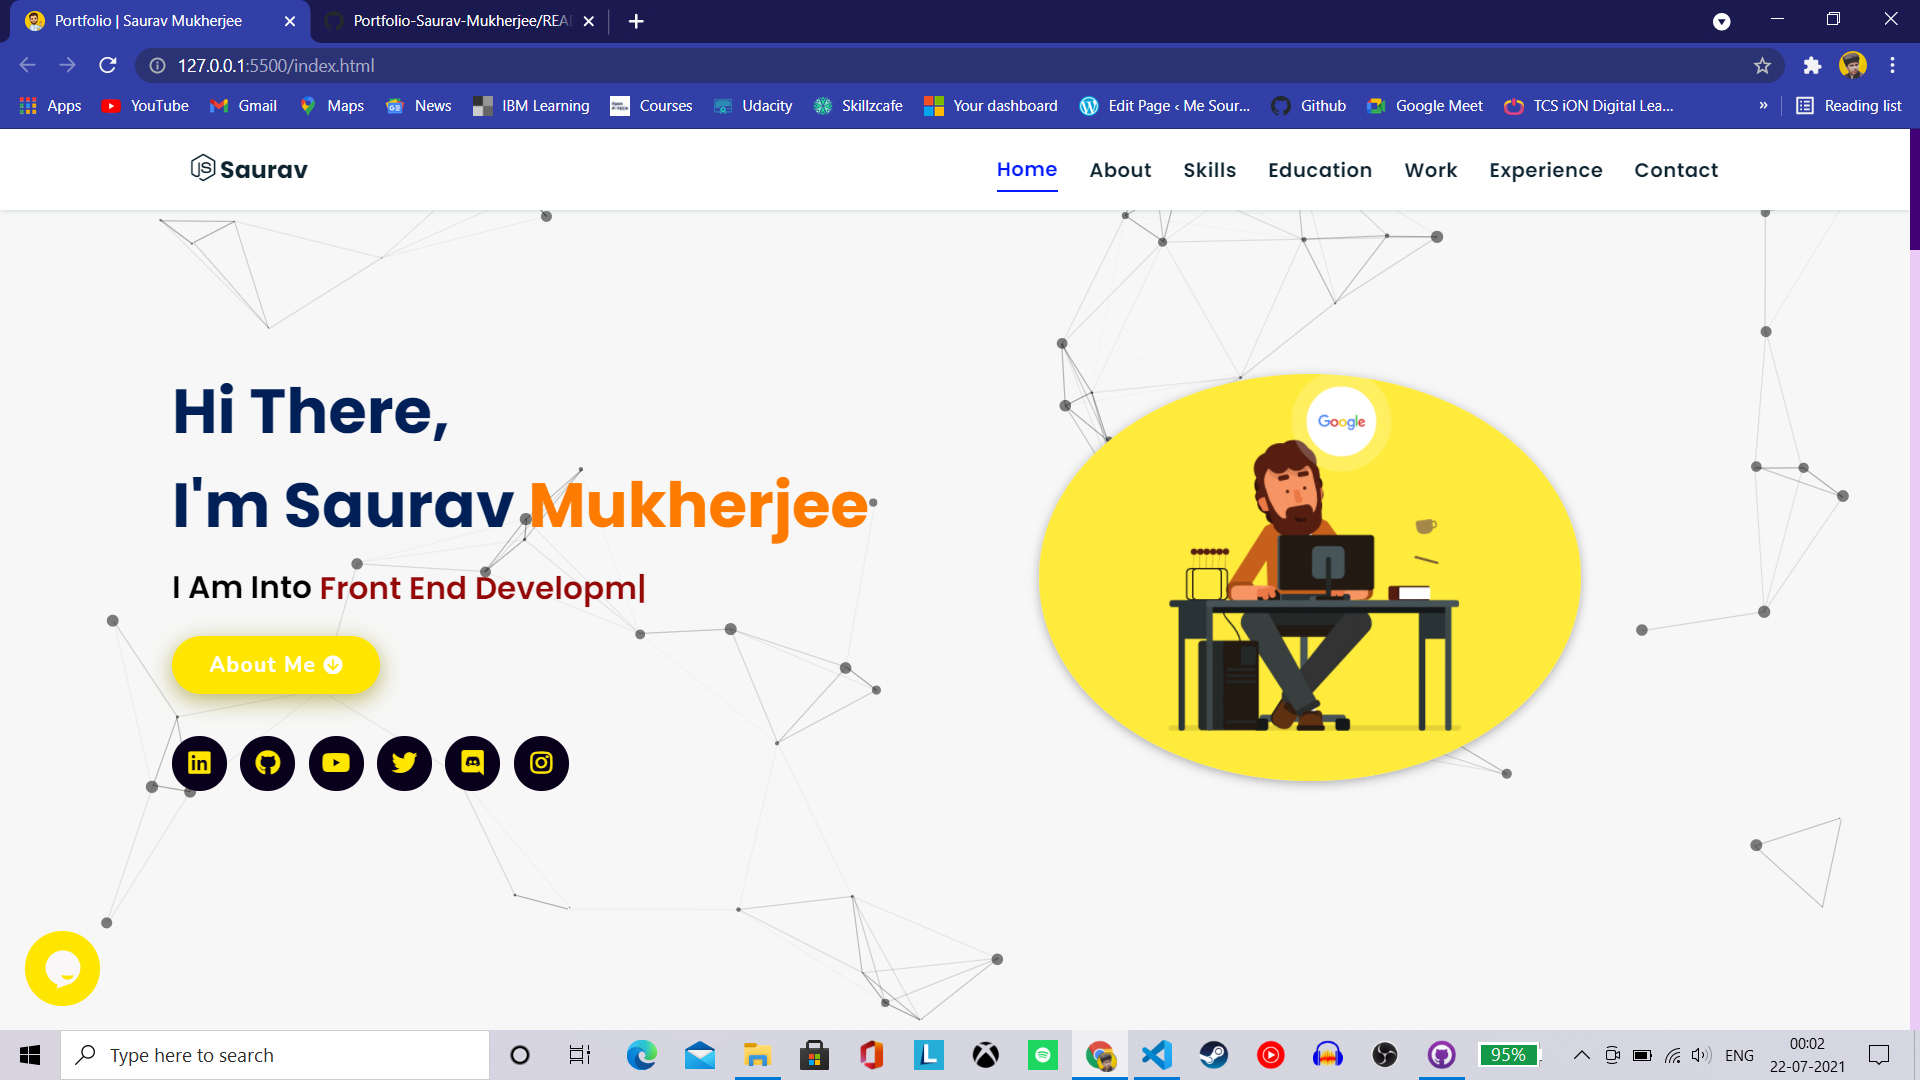 Portfolio | Saurav Mukherjee
Portfolio-Saurav-Mukherjee/REA
127.0.0.1:5500/index.html
Apps YouTube Gmail Maps News IBM Learning Courses Udacity Skillzcafe Your dashboard Edit Page ‹ Me Sour... Github Google Meet TCS iON Digital Lea... » Reading list
JS Saurav
Home About Skills Education Work Experience Contact
Google
Hi There,
I'm Saurav Mukherjee
I Am Into Front End Developm|
About Me
Type here to search
95%
ENG
00:02
22-07-2021